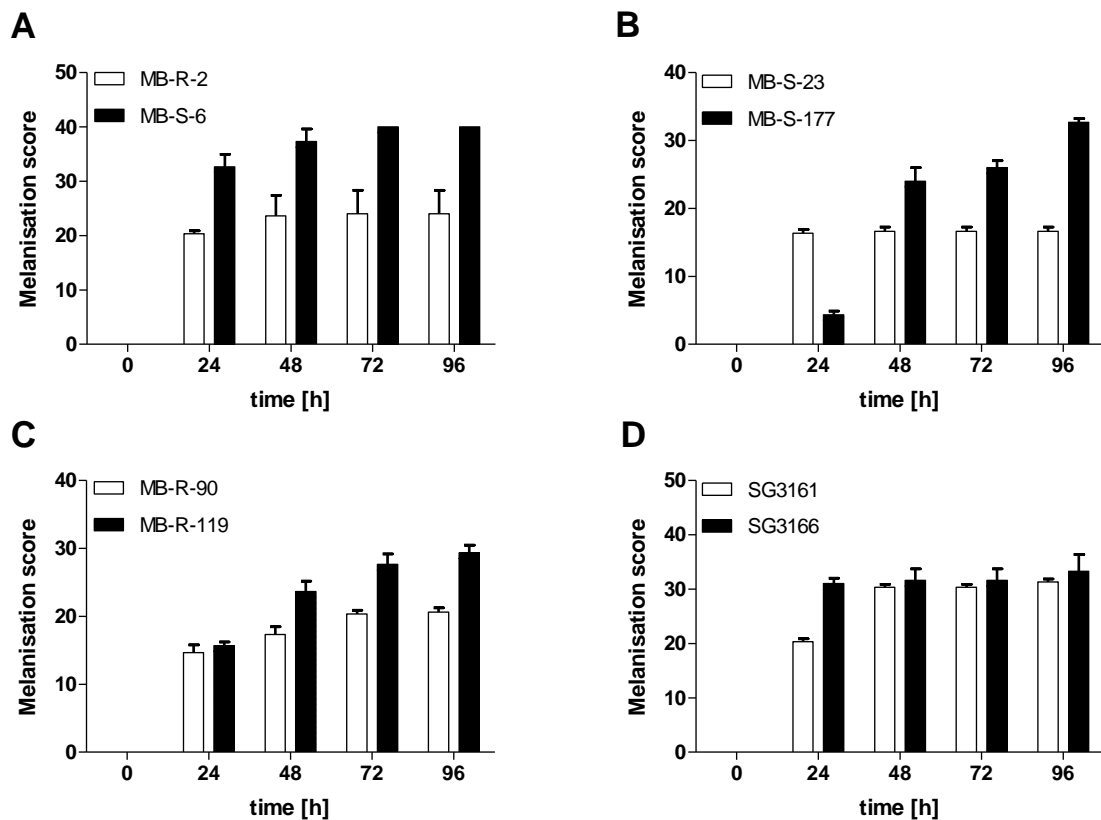 A
50
40
30
20
10
0
Melanisation score
MB-R-2
MB-S-6
0 24 48 72 96
time [h]
B
40
30
20
10
0
Melanisation score
MB-S-23
MB-S-177
0 24 48 72 96
time [h]
C
40
30
20
10
0
Melanisation score
MB-R-90
MB-R-119
0 24 48 72 96
time [h]
D
50
40
30
20
10
0
Melanisation score
SG3161
SG3166
0 24 48 72 96
time [h]